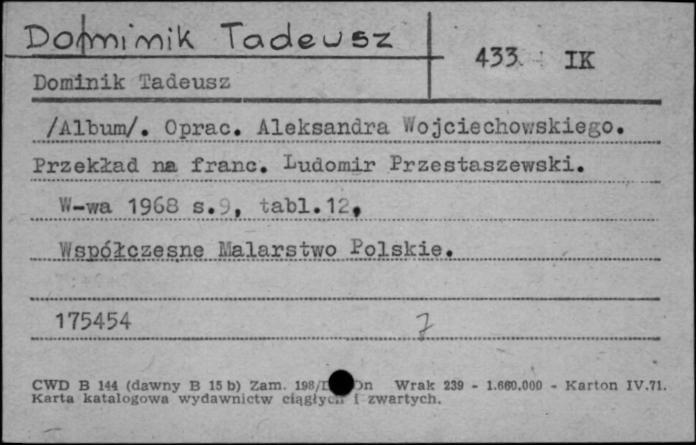 Dominik Tadeusz
433 IK
Dominik Tadeusz
/Album/. Oprac. Aleksandra Wojciechowskiego.
Przekład na franc. Ludomir Przestaszewski.
W-wa 1968 s.9, tabl.12,
Współczesne Malarstwo Polskie.
175454 7
CWD B 144 (dawny B 15 b) Zam. 198/ Wrak 239 - 1.660.000 - Karton IV.71.
Karta katalogowa wydawnictw ciągłych i zwartych.